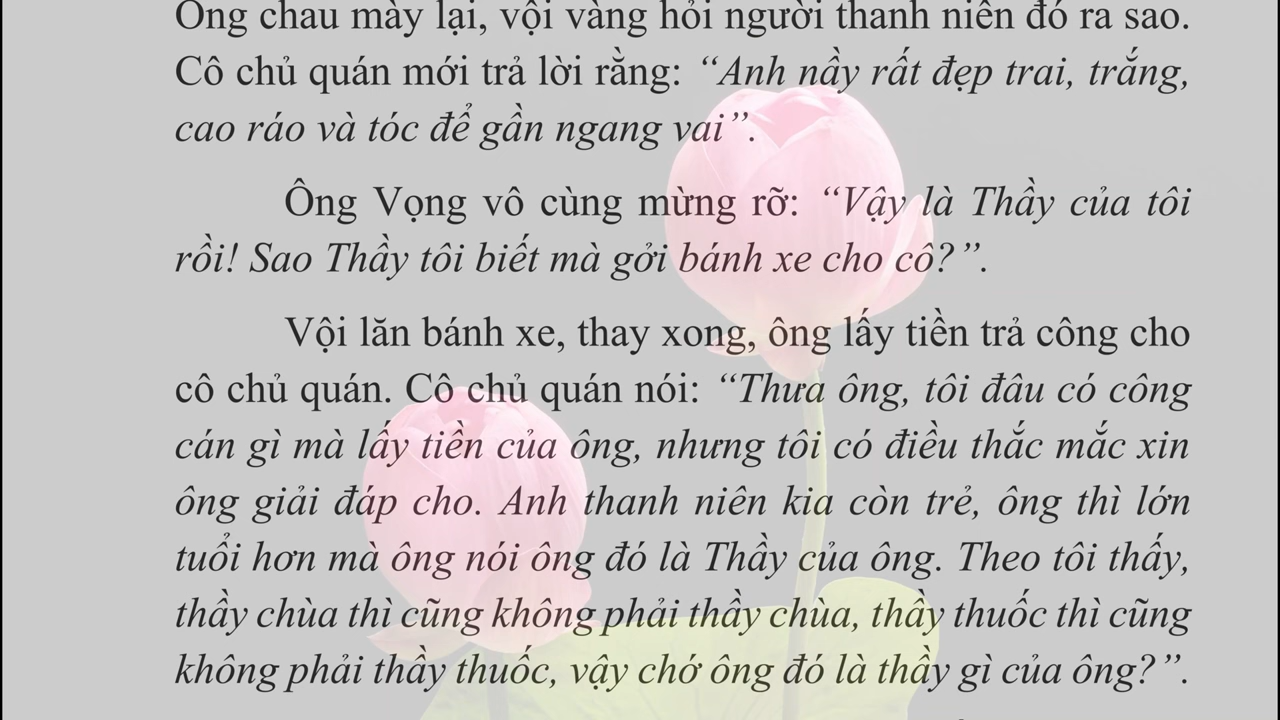 Ông chau mày lại, vội vàng hỏi người thanh niên đó ra sao.
Cô chủ quán mới trả lời rằng: “Anh nầy rất đẹp trai, trắng,
cao ráo và tóc để gần ngang vai”.
Ông Vọng vô cùng mừng rỡ: “Vậy là Thầy của tôi
rồi! Sao Thầy tôi biết mà gởi bánh xe cho cô?”.
Vội lăn bánh xe, thay xong, ông lấy tiền trả công cho
cô chủ quán. Cô chủ quán nói: “Thưa ông, tôi đâu có công
cán gì mà lấy tiền của ông, nhưng tôi có điều thắc mắc xin
ông giải đáp cho. Anh thanh niên kia còn trẻ, ông thì lớn
tuổi hơn mà ông nói ông đó là Thầy của ông. Theo tôi thấy,
thầy chùa thì cũng không phải thầy chùa, thầy thuốc thì cũng
không phải thầy thuốc, vậy chớ ông đó là thầy gì của ông?”.